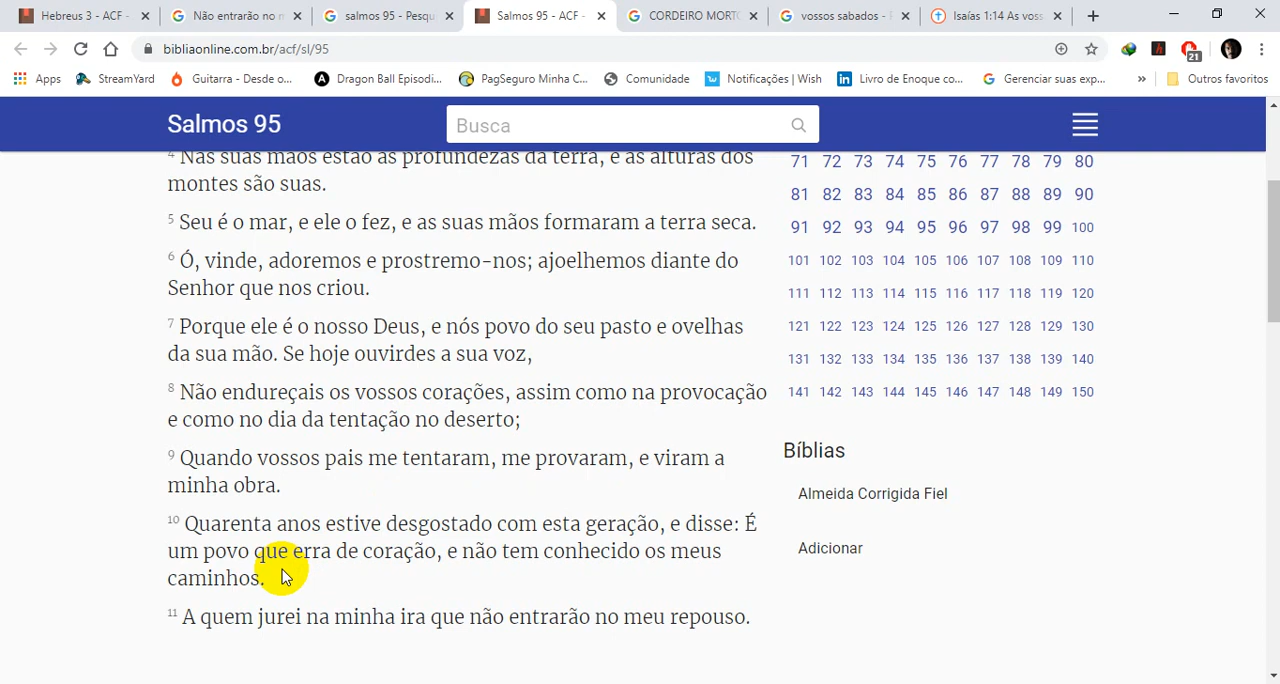 Hebreus 3 - ACF -
Não entrarão no m
salmos 95 - Pesqu
Salmos 95 - ACF -
CORDEIRO MORTO
vossos sabados - P
Isaías 1:14 As voss
bibliaonline.com.br/acf/sl/95
21
Apps
StreamYard
Guitarra - Desde o...
Dragon Ball Episodi...
PagSeguro Minha C...
Comunidade
Notificações | Wish
Livro de Enoque co...
Gerenciar suas exp...
»
Outros favoritos
Salmos 95
Busca
4 Nas suas mãos estão as profundezas da terra, e as alturas dos
montes são suas.
5 Seu é o mar, e ele o fez, e as suas mãos formaram a terra seca.
6 Ó, vinde, adoremos e prostremo-nos; ajoelhemos diante do
Senhor que nos criou.
7 Porque ele é o nosso Deus, e nós povo do seu pasto e ovelhas
da sua mão. Se hoje ouvirdes a sua voz,
8 Não endureçais os vossos corações, assim como na provocação
e como no dia da tentação no deserto;
9 Quando vossos pais me tentaram, me provaram, e viram a
minha obra.
10 Quarenta anos estive desgostado com esta geração, e disse: É
um povo que erra de coração, e não tem conhecido os meus
caminhos.
11 A quem jurei na minha ira que não entrarão no meu repouso.
71 72 73 74 75 76 77 78 79 80
81 82 83 84 85 86 87 88 89 90
91 92 93 94 95 96 97 98 99 100
101 102 103 104 105 106 107 108 109 110
111 112 113 114 115 116 117 118 119 120
121 122 123 124 125 126 127 128 129 130
131 132 133 134 135 136 137 138 139 140
141 142 143 144 145 146 147 148 149 150
Bíblias
Almeida Corrigida Fiel
Adicionar